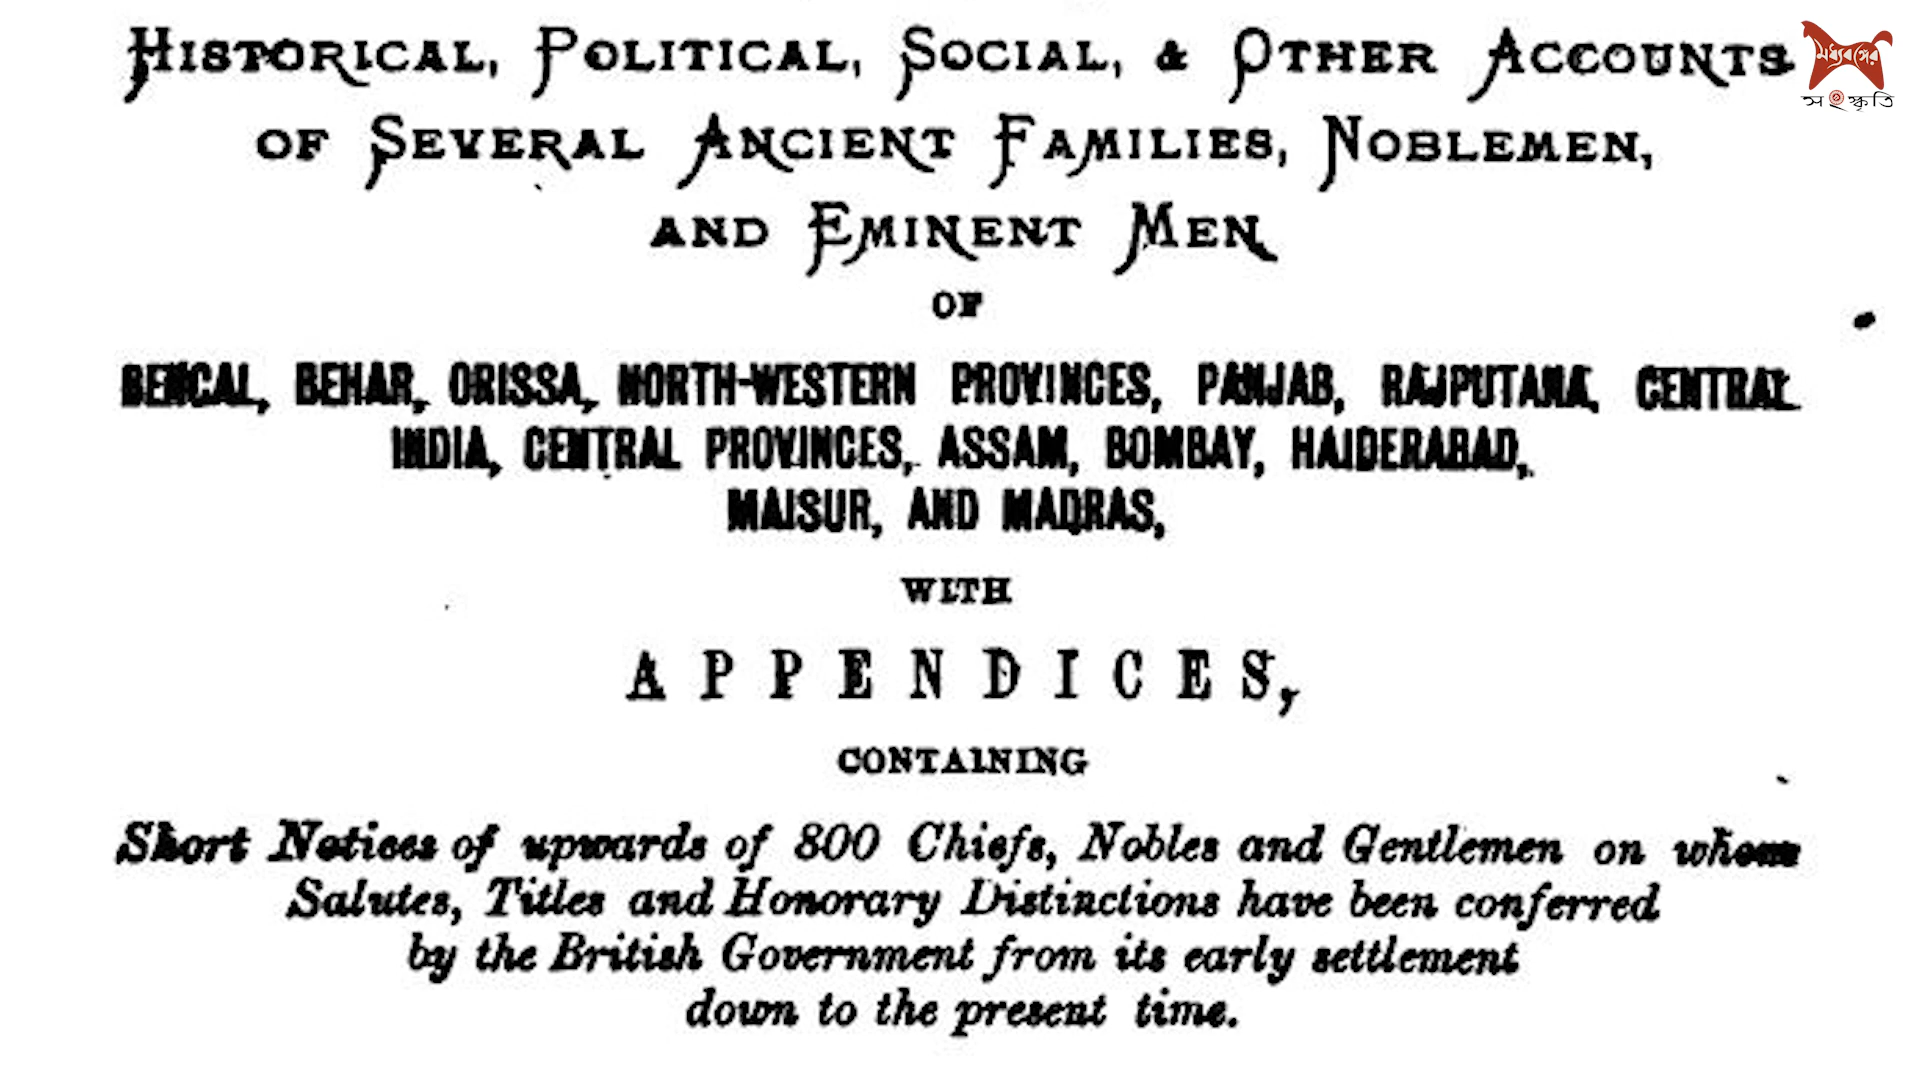 HISTORICAL, POLITICAL, SOCIAL, & OTHER ACCOUNTS
OF SEVERAL ANCIENT FAMILIES, NOBLEMEN,
AND EMINENT MEN
OF
BENGAL, BEHAR, ORISSA, NORTH-WESTERN PROVINCES, PANJAB, RAJPUTANA, CENTRAL
INDIA, CENTRAL PROVINCES, ASSAM, BOMBAY, HAIDERABAD,
MAISUR, AND MADRAS,
WITH
APPENDICES,
CONTAINING
Short Notices of upwards of 800 Chiefs, Nobles and Gentlemen on whom
Salutes, Titles and Honorary Distinctions have been conferred
by the British Government from its early settlement
down to the present time.
মধ্যবঙ্গের
সংস্কৃতি